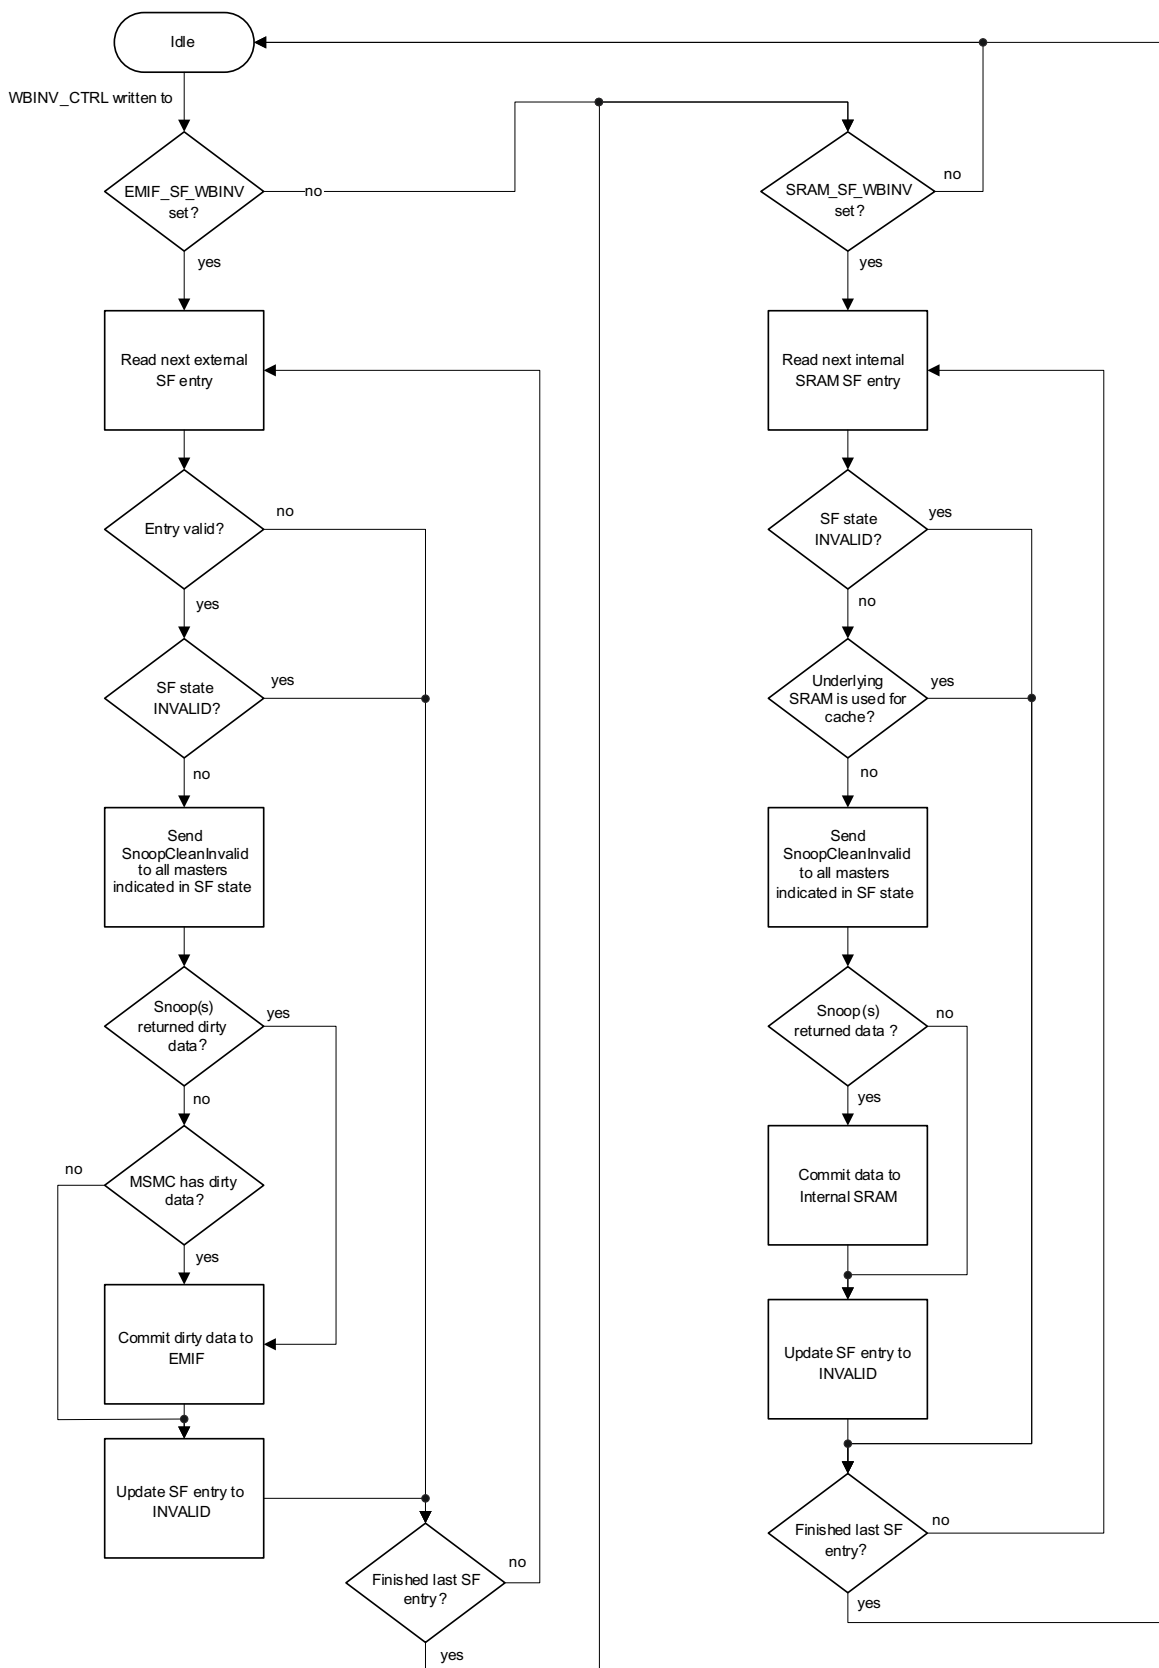 Idle
WBINV_CTRL written to
EMIF_SF_WBINV
set?
no
yes
Read next external
SF entry
Entry valid?
no
yes
SF state
INVALID?
yes
no
Send
SnoopCleanInvalid
to all masters
indicated in SF state
Snoop(s)
returned dirty
data?
yes
no
MSMC has dirty
data?
no
yes
Commit dirty data to
EMIF
Update SF entry to
INVALID
Finished last SF
entry?
no
yes
SRAM_SF_WBINV
set?
no
yes
Read next internal
SRAM SF entry
SF state
INVALID?
yes
no
Underlying
SRAM is used for
cache?
yes
no
Send
SnoopCleanInvalid
to all masters
indicated in SF state
Snoop(s)
returned data ?
no
yes
Commit data to
Internal SRAM
Update SF entry to
INVALID
Finished last SF
entry?
no
yes